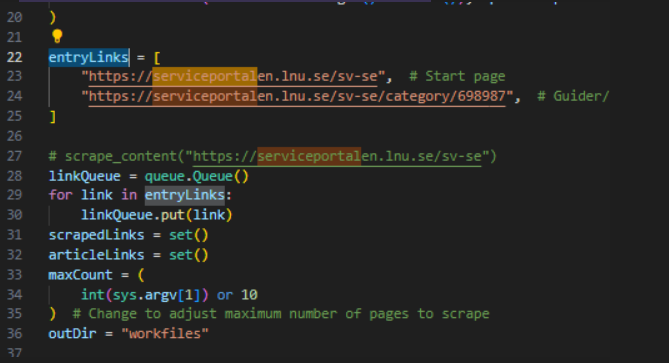 20 )
21
22 entryLinks = [
23 "https://serviceportalen.lnu.se/sv-se", # Start page
24 "https://serviceportalen.lnu.se/sv-se/category/698987", # Guider/
25 ]
26
27 # scrape_content("https://serviceportalen.lnu.se/sv-se")
28 linkQueue = queue.Queue()
29 for link in entryLinks:
30 linkQueue.put(link)
31 scrapedLinks = set()
32 articleLinks = set()
33 maxCount = (
34 int(sys.argv[1]) or 10
35 ) # Change to adjust maximum number of pages to scrape
36 outDir = "workfiles"
37